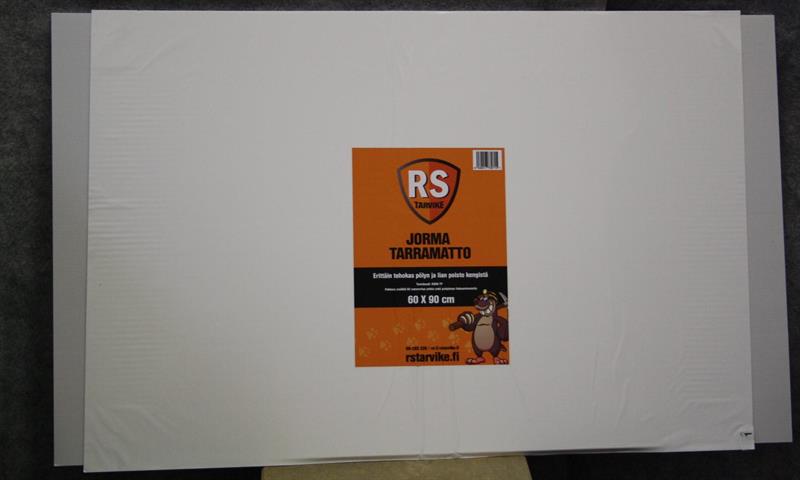 RS
TARVIKE
JORMA
TARRAMATTO
Erittäin tehokas pölyn ja lian poisto kengistä
60 X 90 cm
rstarvike.fi